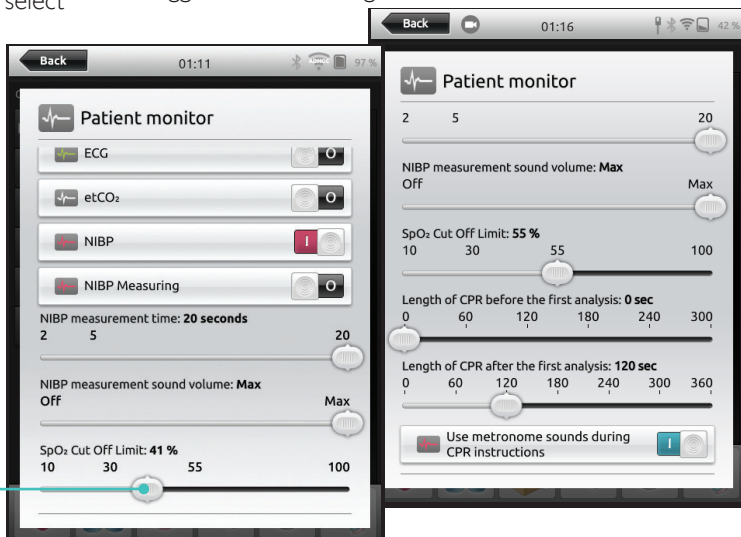 select
Back
01:11
ADHOC
97 %
Patient monitor
ECG
O
etCO₂
O
NIBP
I
NIBP Measuring
O
NIBP measurement time: 20 seconds
2 5 20
NIBP measurement sound volume: Max
Off Max
SpO₂ Cut Off Limit: 41 %
10 30 55 100
Back
01:16
42 %
Patient monitor
2 5 20
NIBP measurement sound volume: Max
Off Max
SpO₂ Cut Off Limit: 55 %
10 30 55 100
Length of CPR before the first analysis: 0 sec
0 60 120 180 240 300
Length of CPR after the first analysis: 120 sec
0 60 120 180 240 300 360
Use metronome sounds during
CPR instructions
I